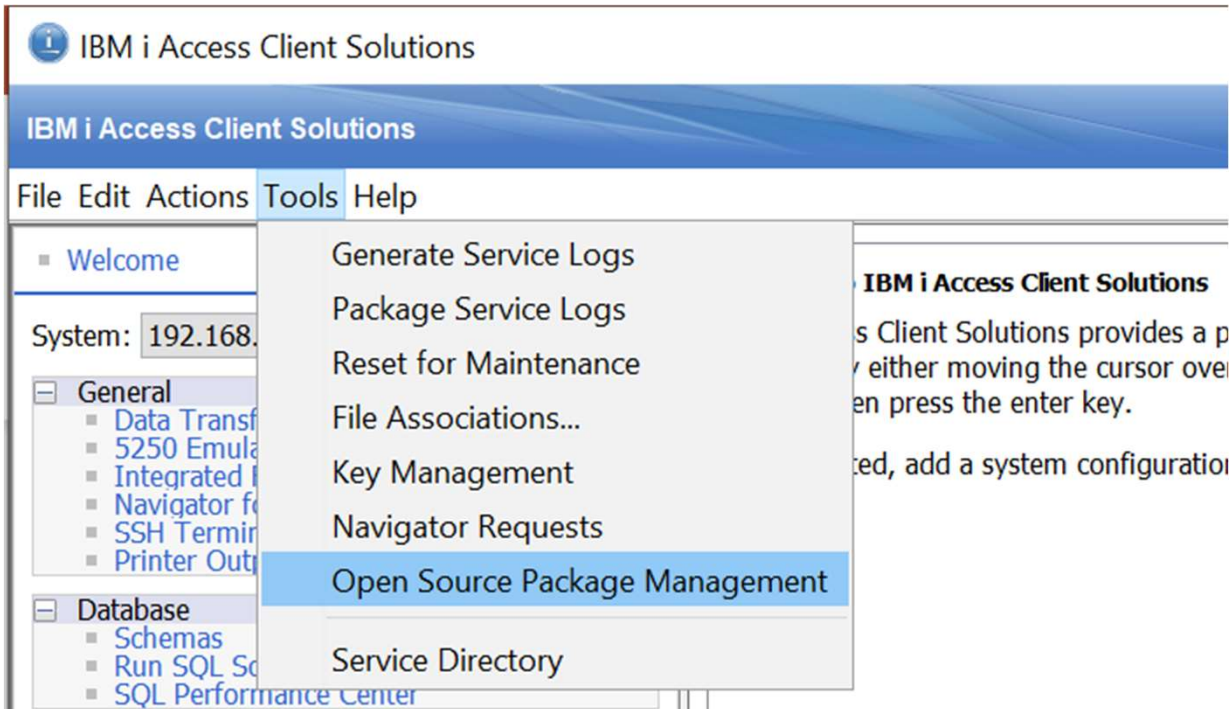 IBM i Access Client Solutions
IBM i Access Client Solutions
File Edit Actions Tools Help
Welcome
System: 192.168.
General
Data Transf
5250 Emula
Integrated
Navigator fo
SSH Termin
Printer Outp
Database
Schemas
Run SQL Sc
SQL Performance Center
Generate Service Logs
Package Service Logs
Reset for Maintenance
File Associations...
Key Management
Navigator Requests
Open Source Package Management
Service Directory
IBM i Access Client Solutions
s Client Solutions provides a p
either moving the cursor ove
en press the enter key.
ted, add a system configuration